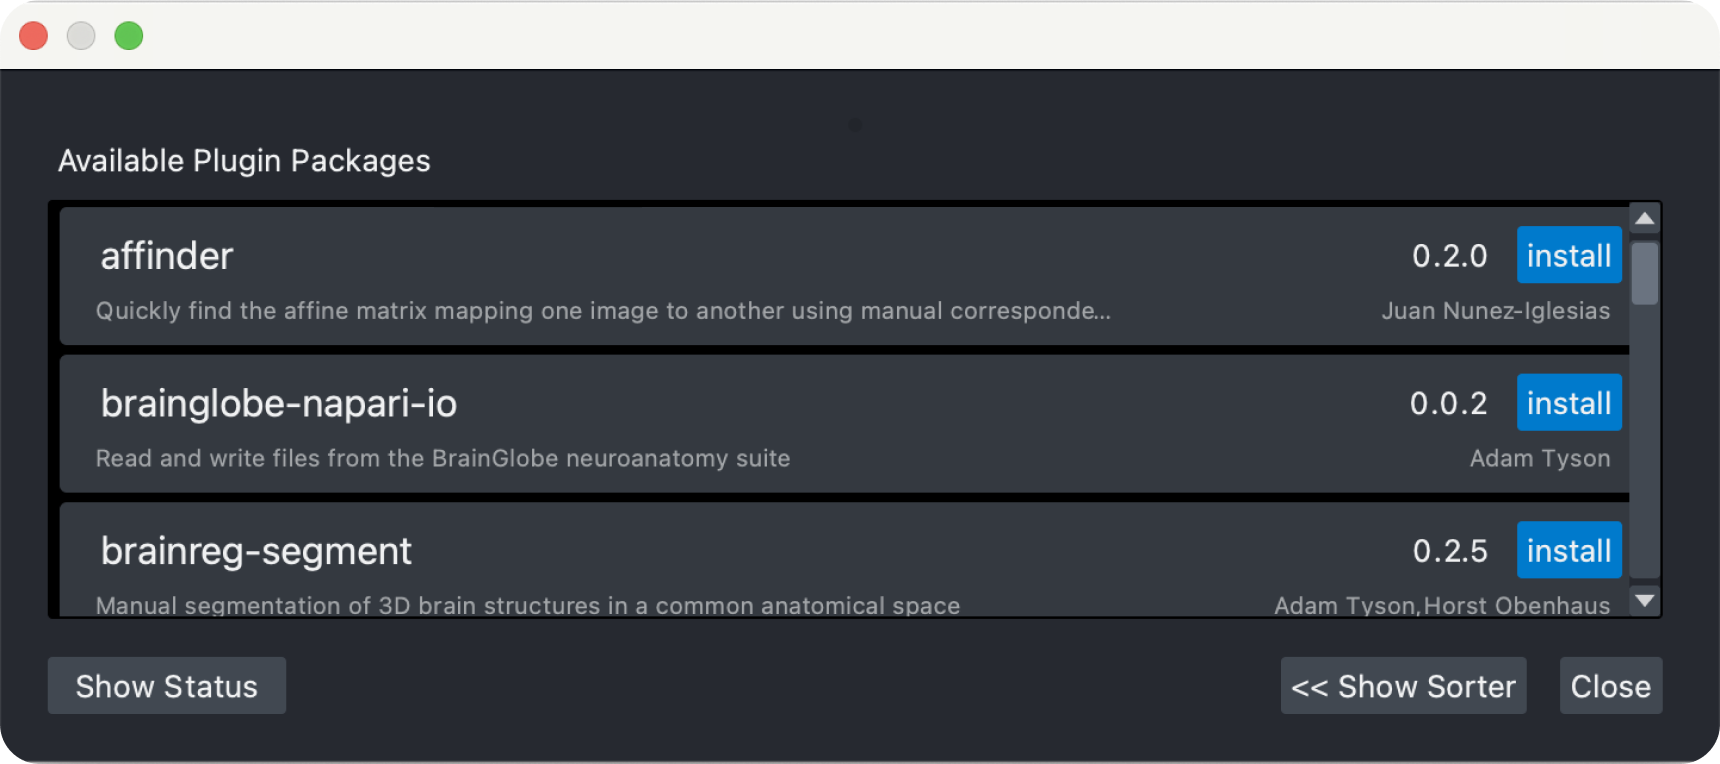 Available Plugin Packages
affinder 0.2.0 install
Quickly find the affine matrix mapping one image to another using manual corresponde... Juan Nunez-Iglesias
brainglobe-napari-io 0.0.2 install
Read and write files from the BrainGlobe neuroanatomy suite Adam Tyson
brainreg-segment 0.2.5 install
Manual segmentation of 3D brain structures in a common anatomical space Adam Tyson,Horst Obenhaus
Show Status << Show Sorter Close